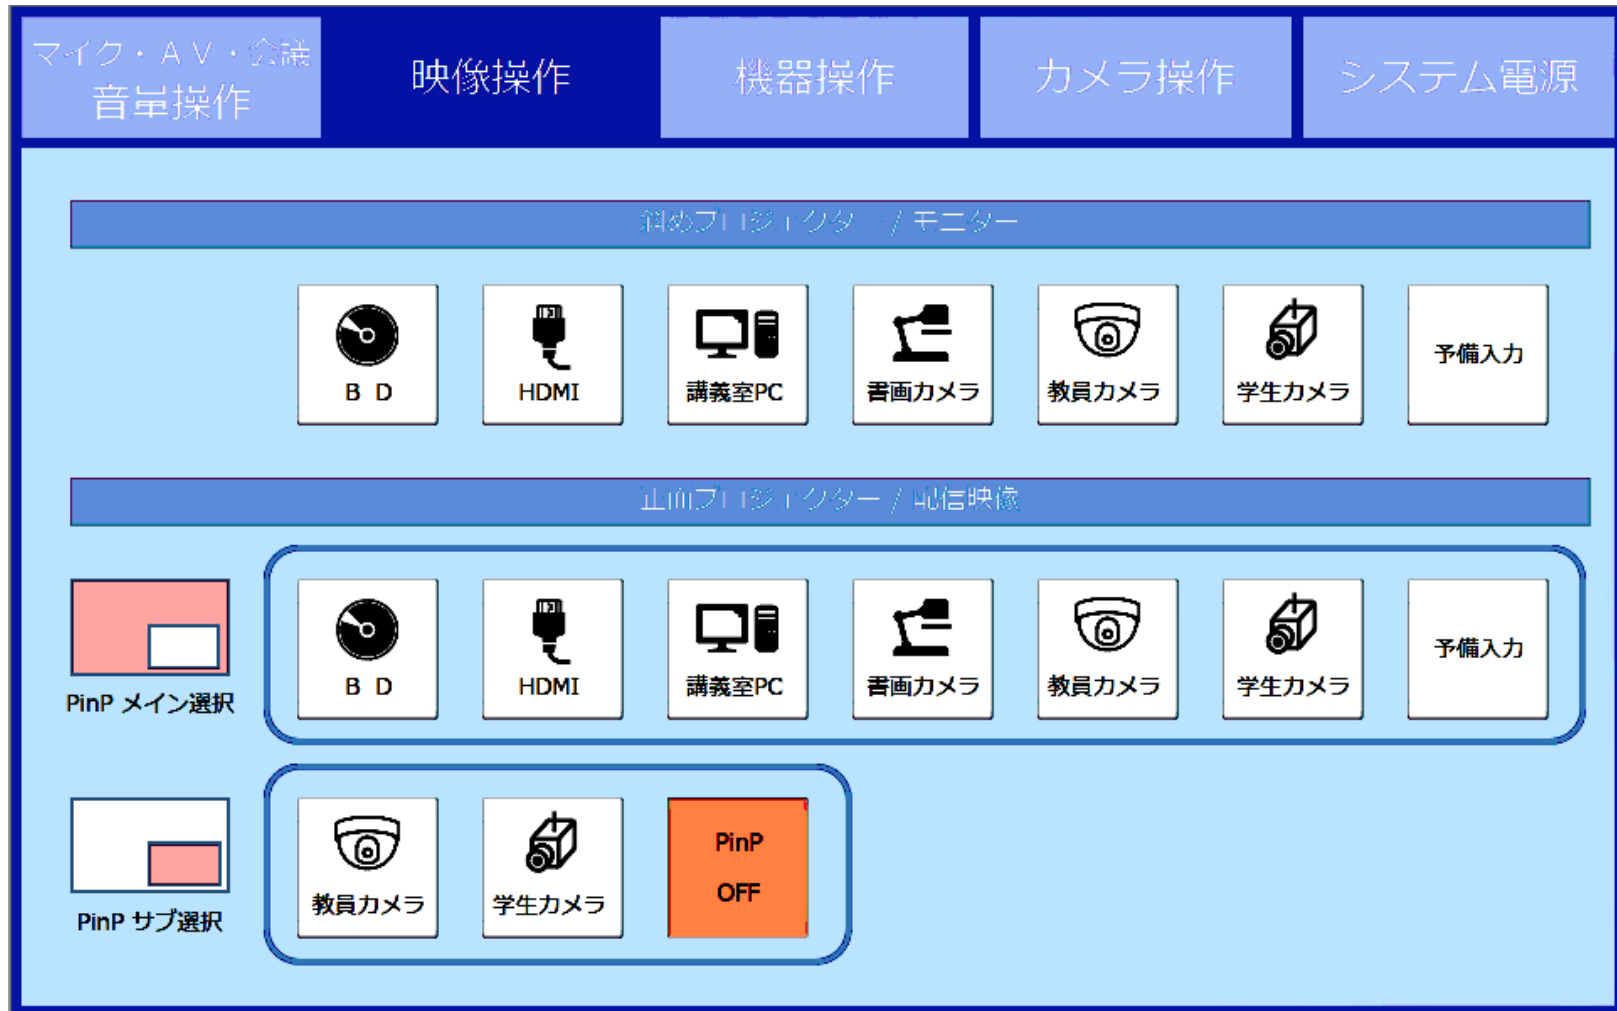 マイク・ＡＶ・会議
音量操作
映像操作
機器操作
カメラ操作
システム電源
斜めプロジェクター / モニター
ＢＤ
HDMI
講義室PC
書画カメラ
教員カメラ
学生カメラ
予備入力
正面プロジェクター / 配信映像
PinP メイン選択
ＢＤ
HDMI
講義室PC
書画カメラ
教員カメラ
学生カメラ
予備入力
PinP サブ選択
教員カメラ
学生カメラ
PinP
OFF